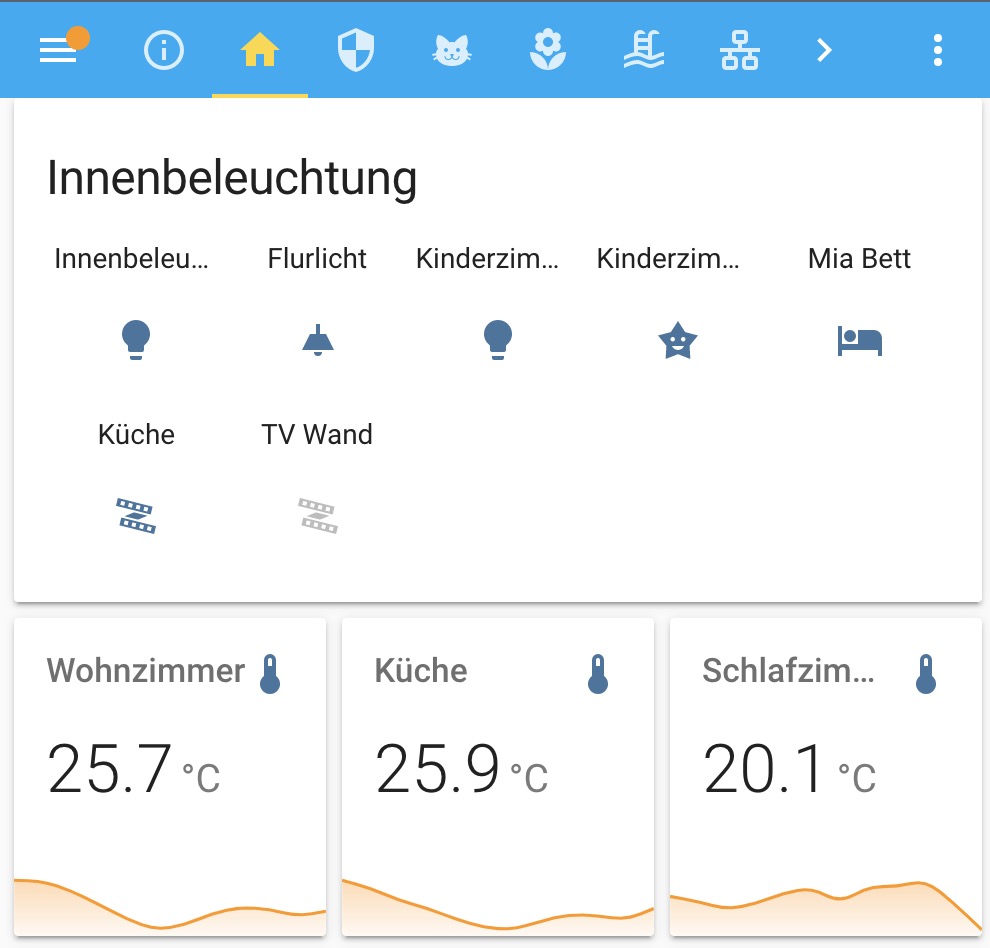 Innenbeleuchtung
Innenbeleu... Flurlicht Kinderzim... Kinderzim... Mia Bett
Küche TV Wand
Wohnzimmer Küche Schlafzim...
25.7 °C 25.9 °C 20.1 °C